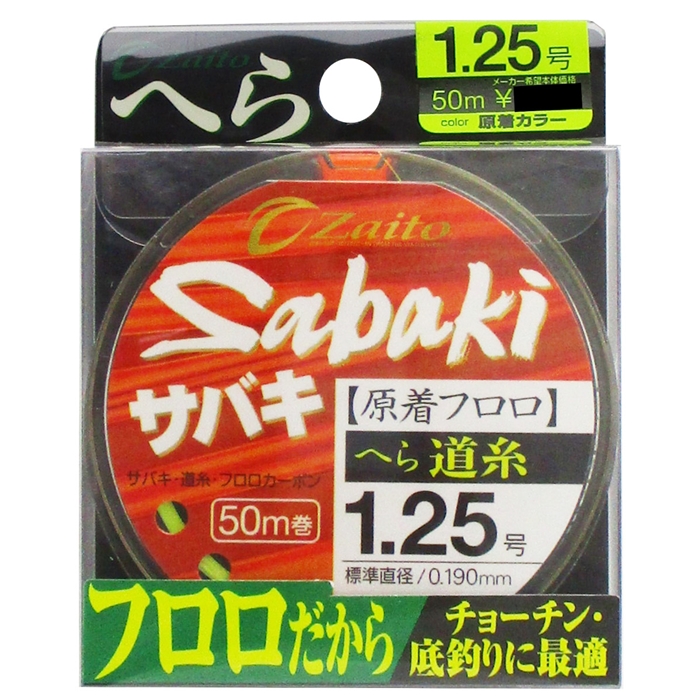 Zaito
へら
1.25号
メーカー希望本体価格
50m ¥
color 原着カラー
Zaito
Sabaki
サバキ
【原着フロロ】
へら道糸
サバキ・道糸・フロロカーボン
50m巻
1.25号
標準直径/0.190mm
フロロだから
チョーチン・
底釣りに最適